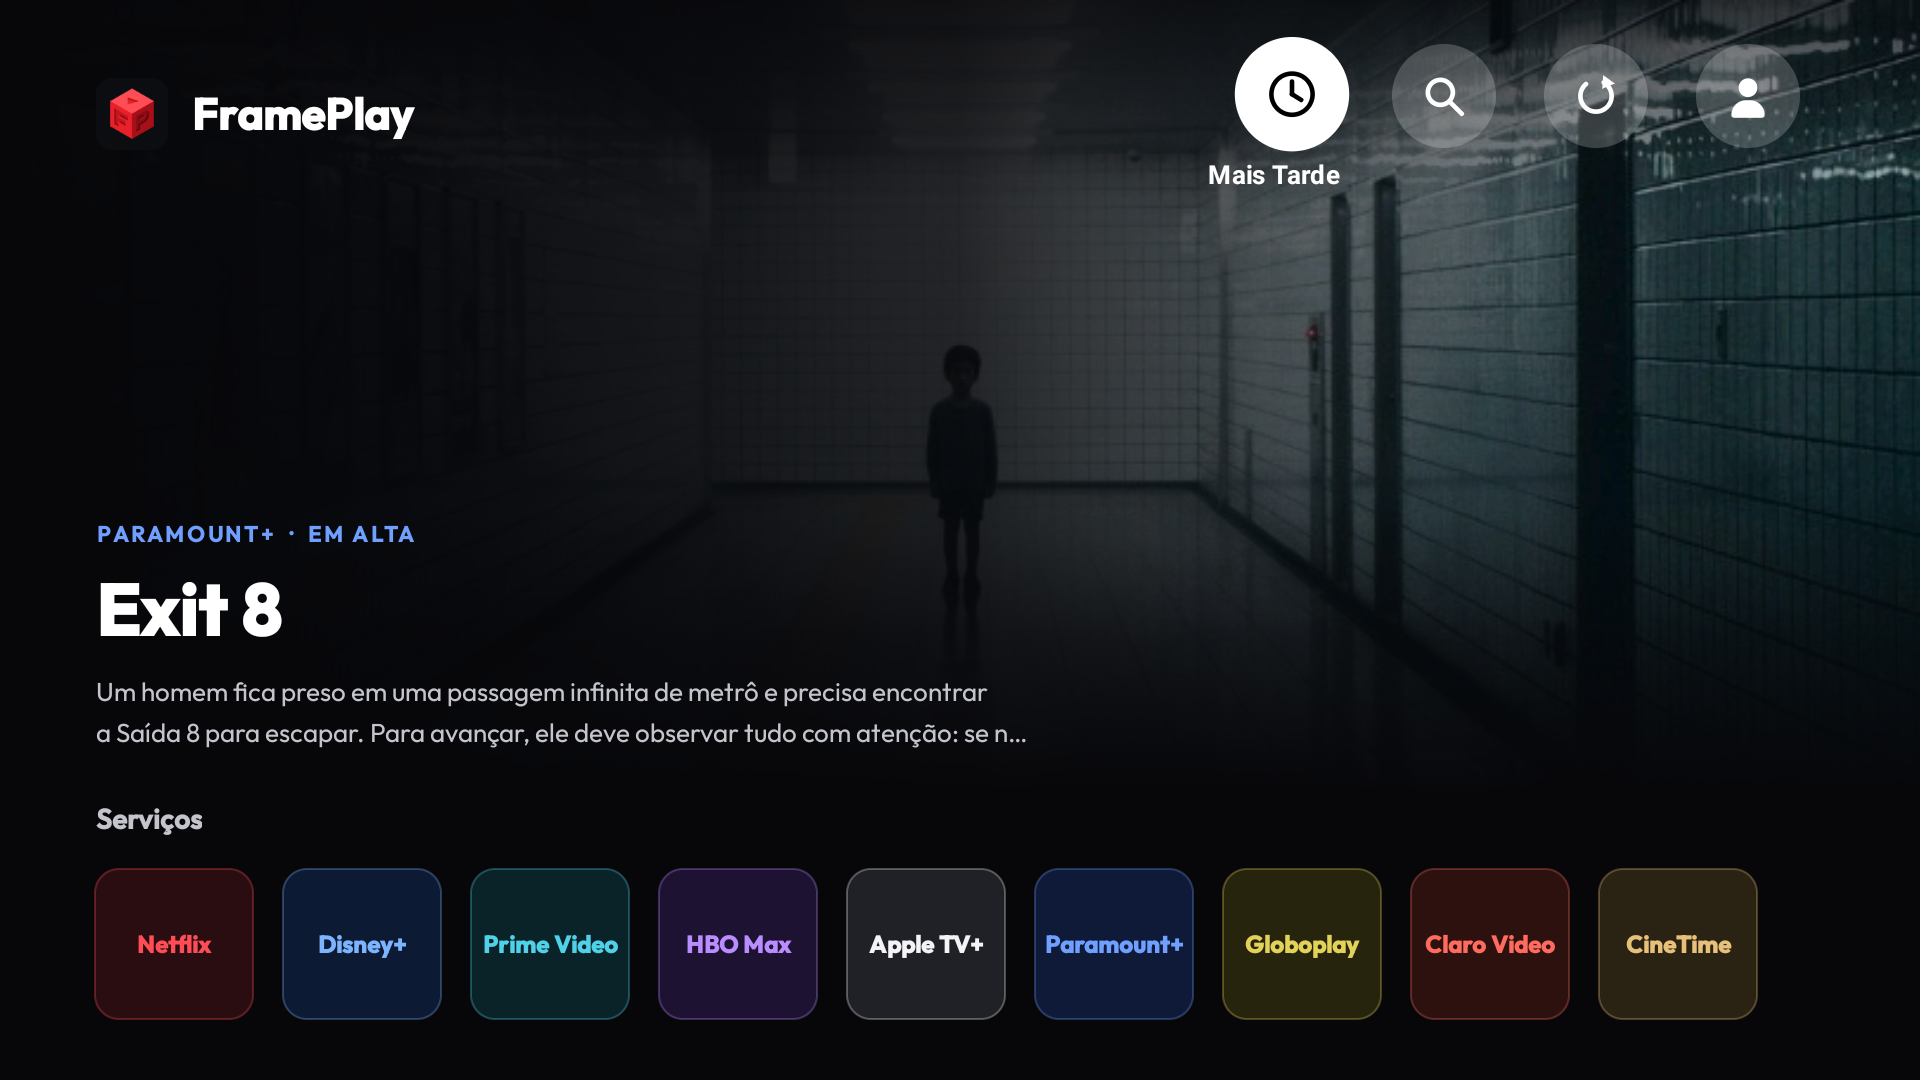 FramePlay
Mais Tarde
PARAMOUNT+ · EM ALTA
Exit 8
Um homem fica preso em uma passagem infinita de metrô e precisa encontrar
a Saída 8 para escapar. Para avançar, ele deve observar tudo com atenção: se n...
Serviços
Netflix
Disney+
Prime Video
HBO Max
Apple TV+
Paramount+
Globoplay
Claro Video
CineTime